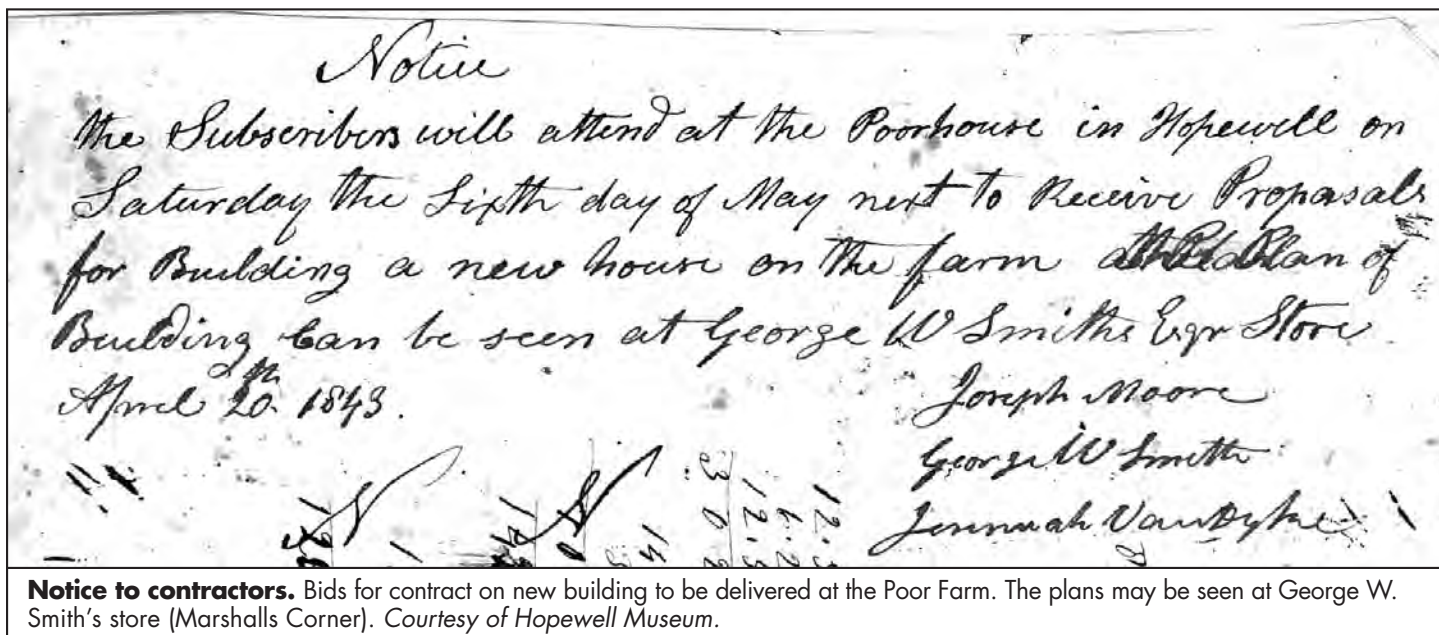 Notice
the Subscribers will attend at the Poorhouse in Hopewell on
Saturday the Sixth day of May next to Receive Proposals
for Building a new house on the farm Plan of
Building Can be seen at George W Smiths Esqr Store
April 20th 1843.
Joseph Moore
George W Smith
Jeremiah VanDyke
Notice to contractors. Bids for contract on new building to be delivered at the Poor Farm. The plans may be seen at George W.
Smith's store (Marshalls Corner). Courtesy of Hopewell Museum.